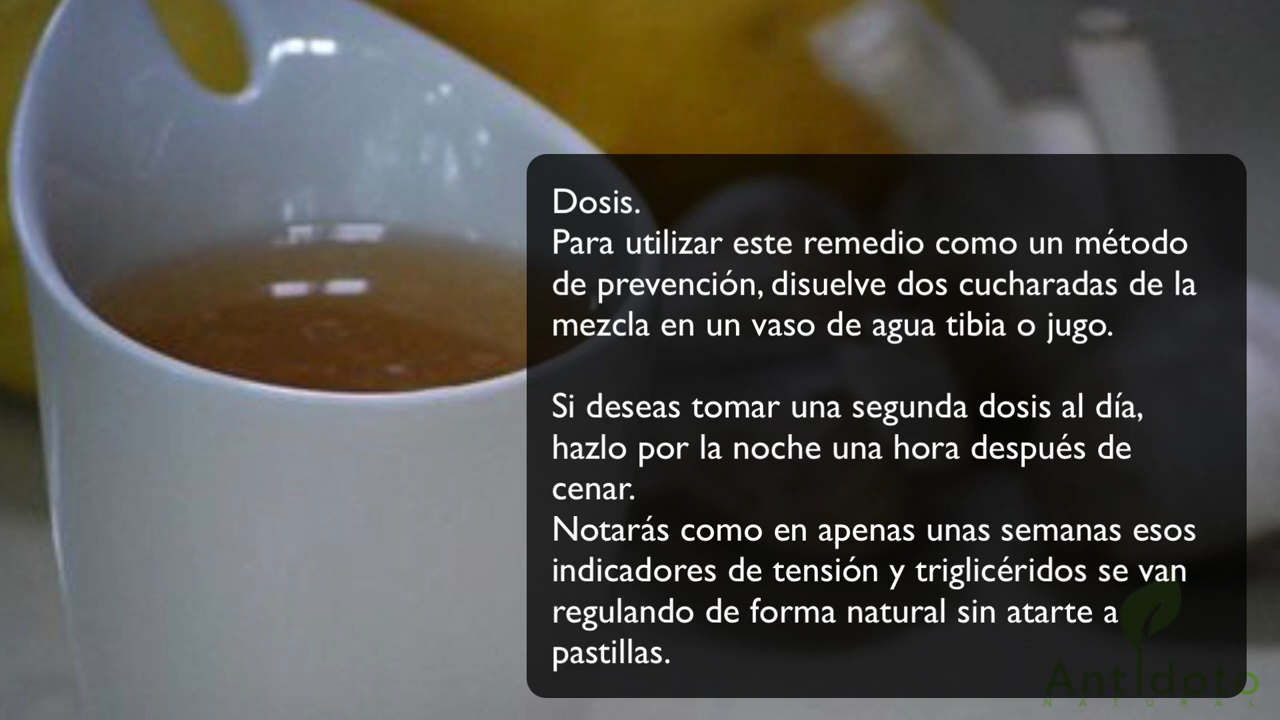 Dosis.
Para utilizar este remedio como un método
de prevención, disuelve dos cucharadas de la
mezcla en un vaso de agua tibia o jugo.
Si deseas tomar una segunda dosis al día,
hazlo por la noche una hora después de
cenar.
Notarás como en apenas unas semanas esos
indicadores de tensión y triglicéridos se van
regulando de forma natural sin atarte a
pastillas.
Antidoto
NATURAL